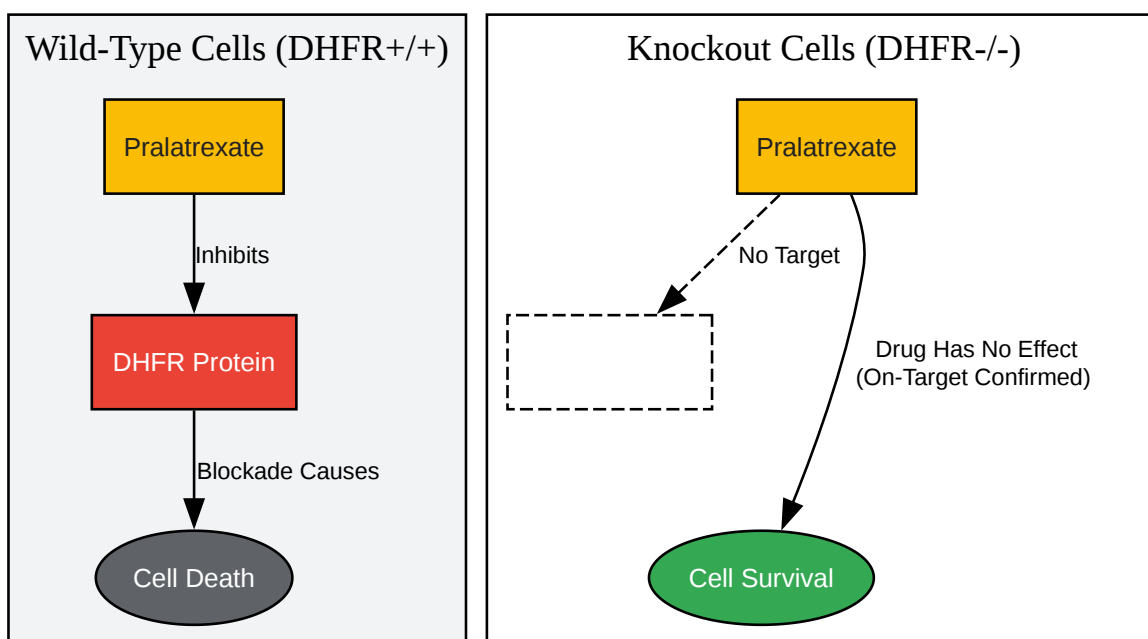 Wild-Type Cells (DHFR+/+)
Pralatrexate
Inhibits
DHFR Protein
Blockade Causes
Cell Death
Knockout Cells (DHFR-/-)
Pralatrexate
No Target
Drug Has No Effect
(On-Target Confirmed)
Cell Survival